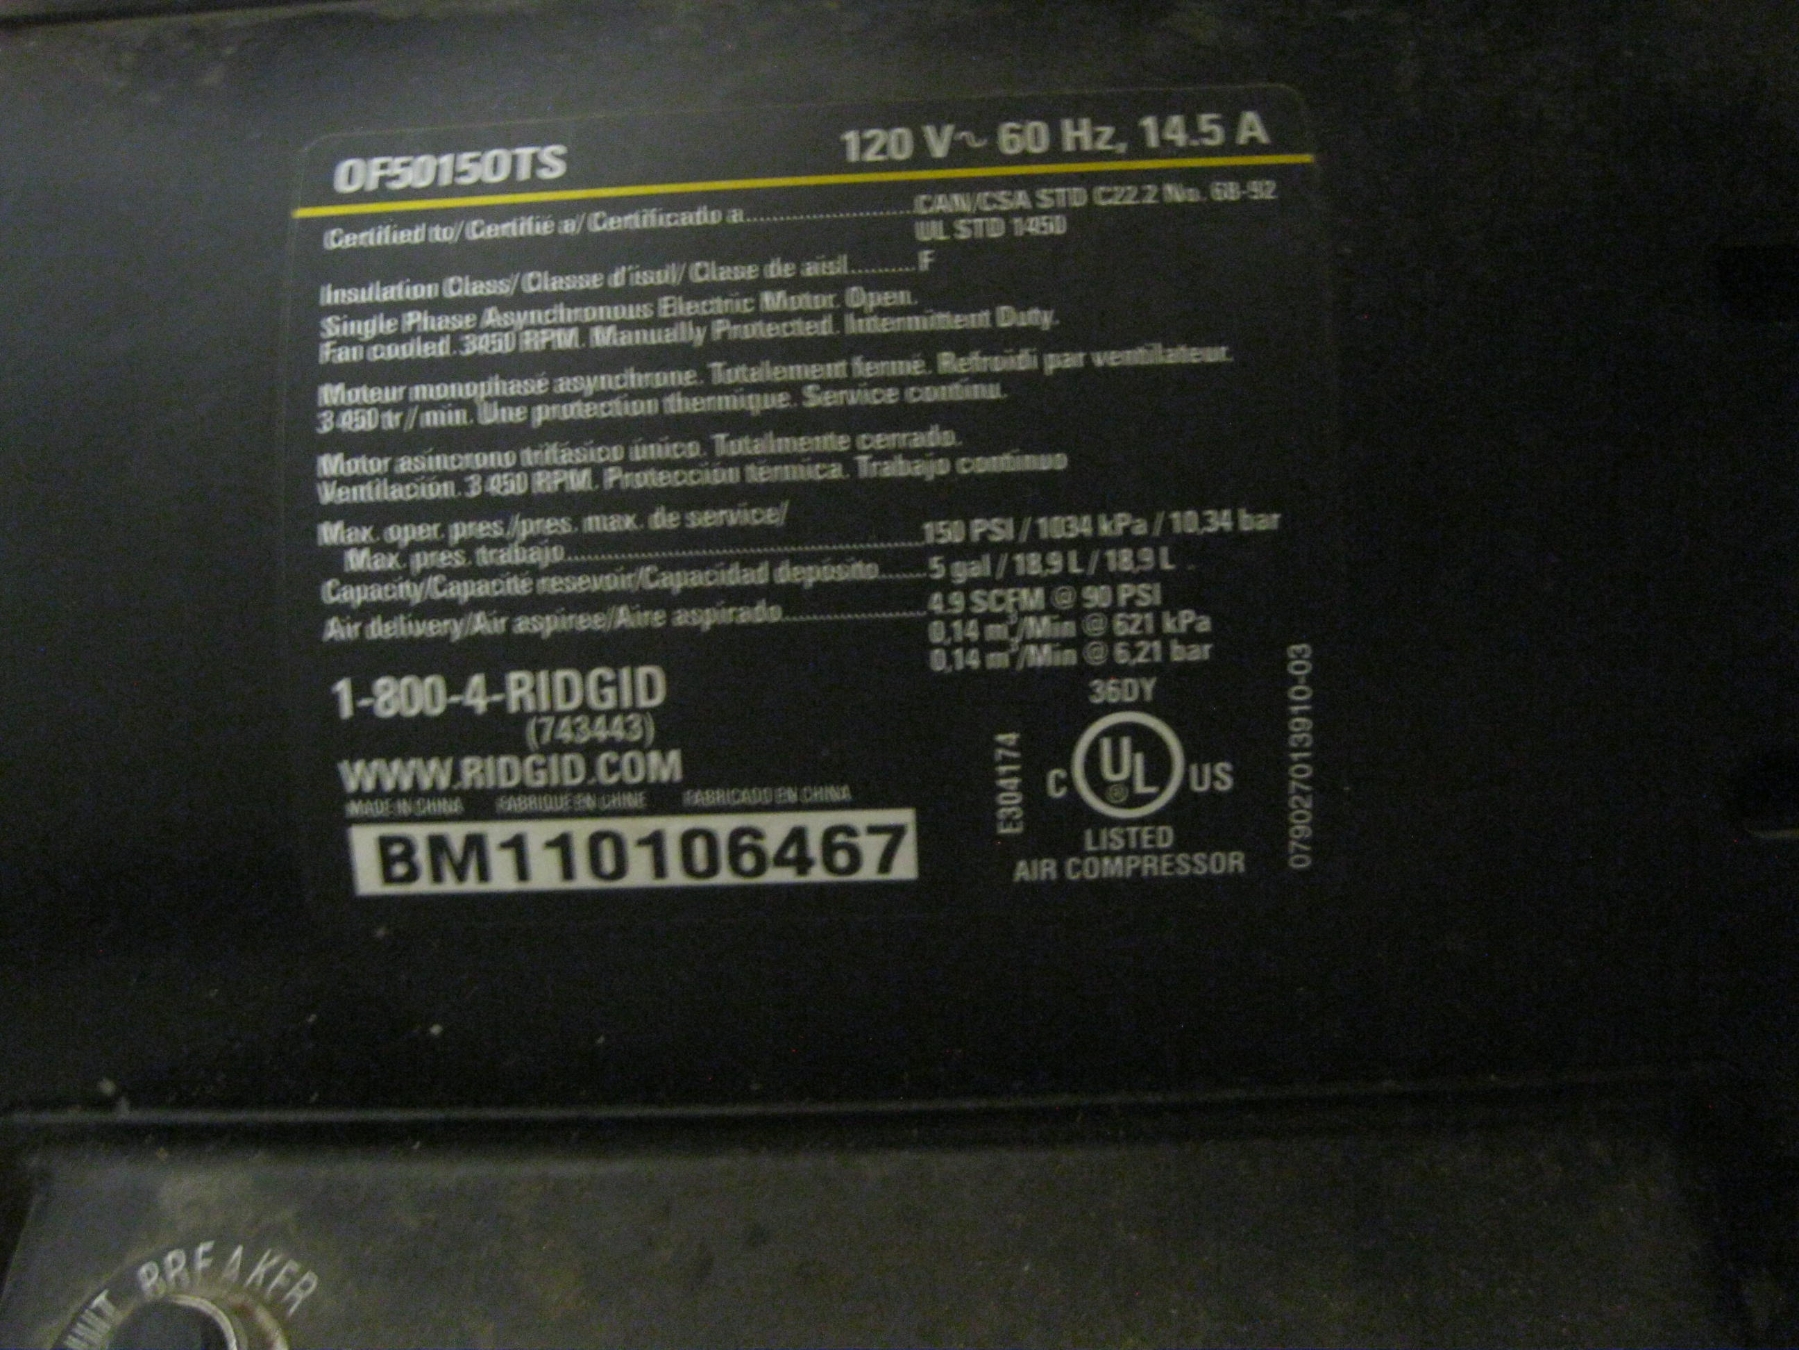 OF50150TS 120 V~ 60 Hz, 14.5 A
Certified to/Certifié a/Certificado a.......................... CAN/CSA STD C22.2 No. 68-92
UL STD 1450
Insulation Class/Classe d'isol/Clase de aisl.......... F
Single Phase Asynchronous Electric Motor. Open.
Fan cooled. 3450 RPM. Manually Protected. Intermittent Duty.
Moteur monophasé asynchrone. Totalement fermé. Refroidi par ventilateur.
3 450 tr/min. Une protection thermique. Service continu.
Motor asíncrono trifásico único. Totalmente cerrado.
Ventilación. 3 450 RPM. Protección térmica. Trabajo continuo
Max. oper. pres./pres. max. de service/
Max. pres. trabajo........................................................ 150 PSI / 1034 kPa / 10,34 bar
Capacity/Capacité resevoir/Capacidad depósito....... 5 gal / 18,9 L / 18,9 L
Air delivery/Air aspiree/Aire aspirado...................... 4.9 SCFM @ 90 PSI
0,14 m³/Min @ 621 kPa
0,14 m³/Min @ 6,21 bar
1-800-4-RIDGID
(743443)
WWW.RIDGID.COM
MADE IN CHINA FABRIQUE EN CHINE FABRICADO EN CHINA
BM110106467
36DY
E304174
C UL US
®
LISTED
AIR COMPRESSOR
079027013910-03
BREAKER